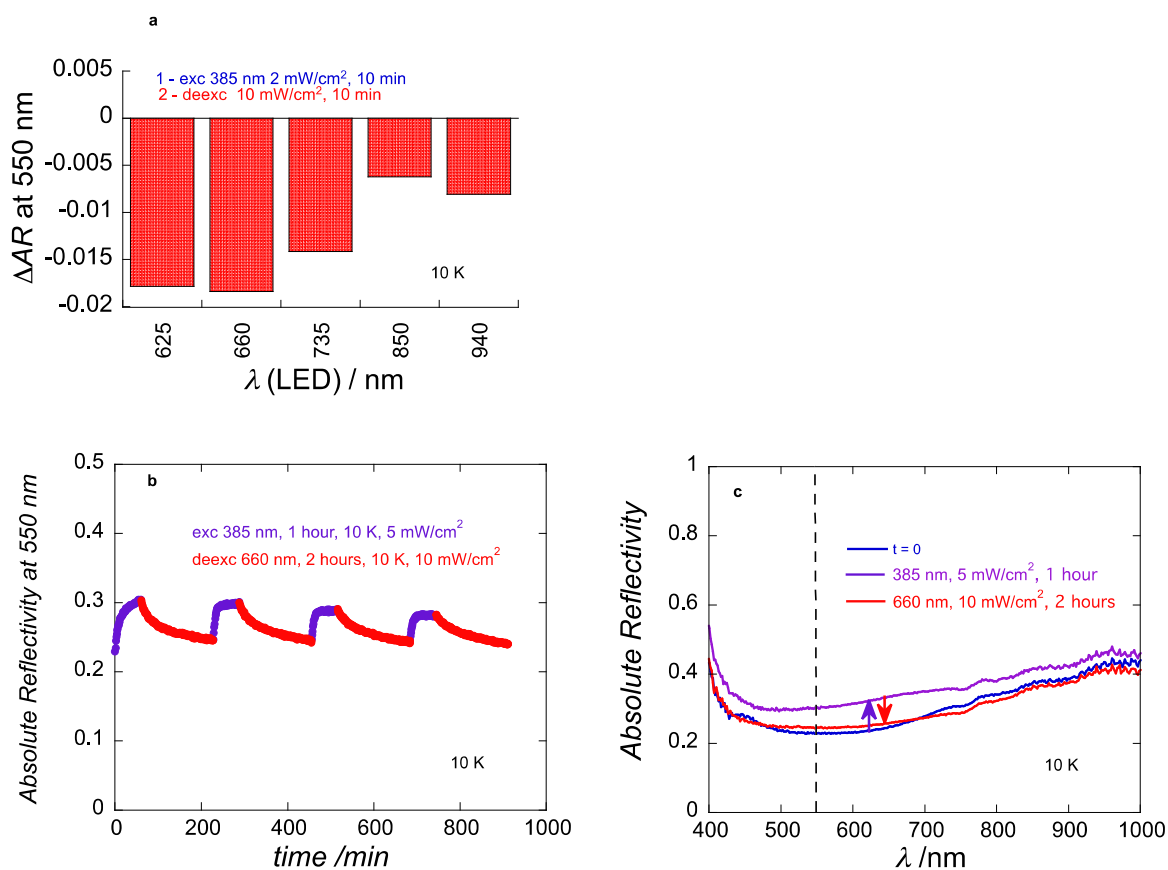 a
0.005
0
-0.005
-0.01
-0.015
-0.02
ΔAR at 550 nm
1 - exc 385 nm 2 mW/cm², 10 min
2 - deexc 10 mW/cm², 10 min
10 K
625
660
735
850
940
λ (LED) / nm
b
0.5
0.4
0.3
0.2
0.1
0
Absolute Reflectivity at 550 nm
exc 385 nm, 1 hour, 10 K, 5 mW/cm²
deexc 660 nm, 2 hours, 10 K, 10 mW/cm²
10 K
0 200 400 600 800 1000
time /min
c
1
0.8
0.6
0.4
0.2
0
Absolute Reflectivity
t = 0
385 nm, 5 mW/cm², 1 hour
660 nm, 10 mW/cm², 2 hours
10 K
400 500 600 700 800 900 1000
λ /nm